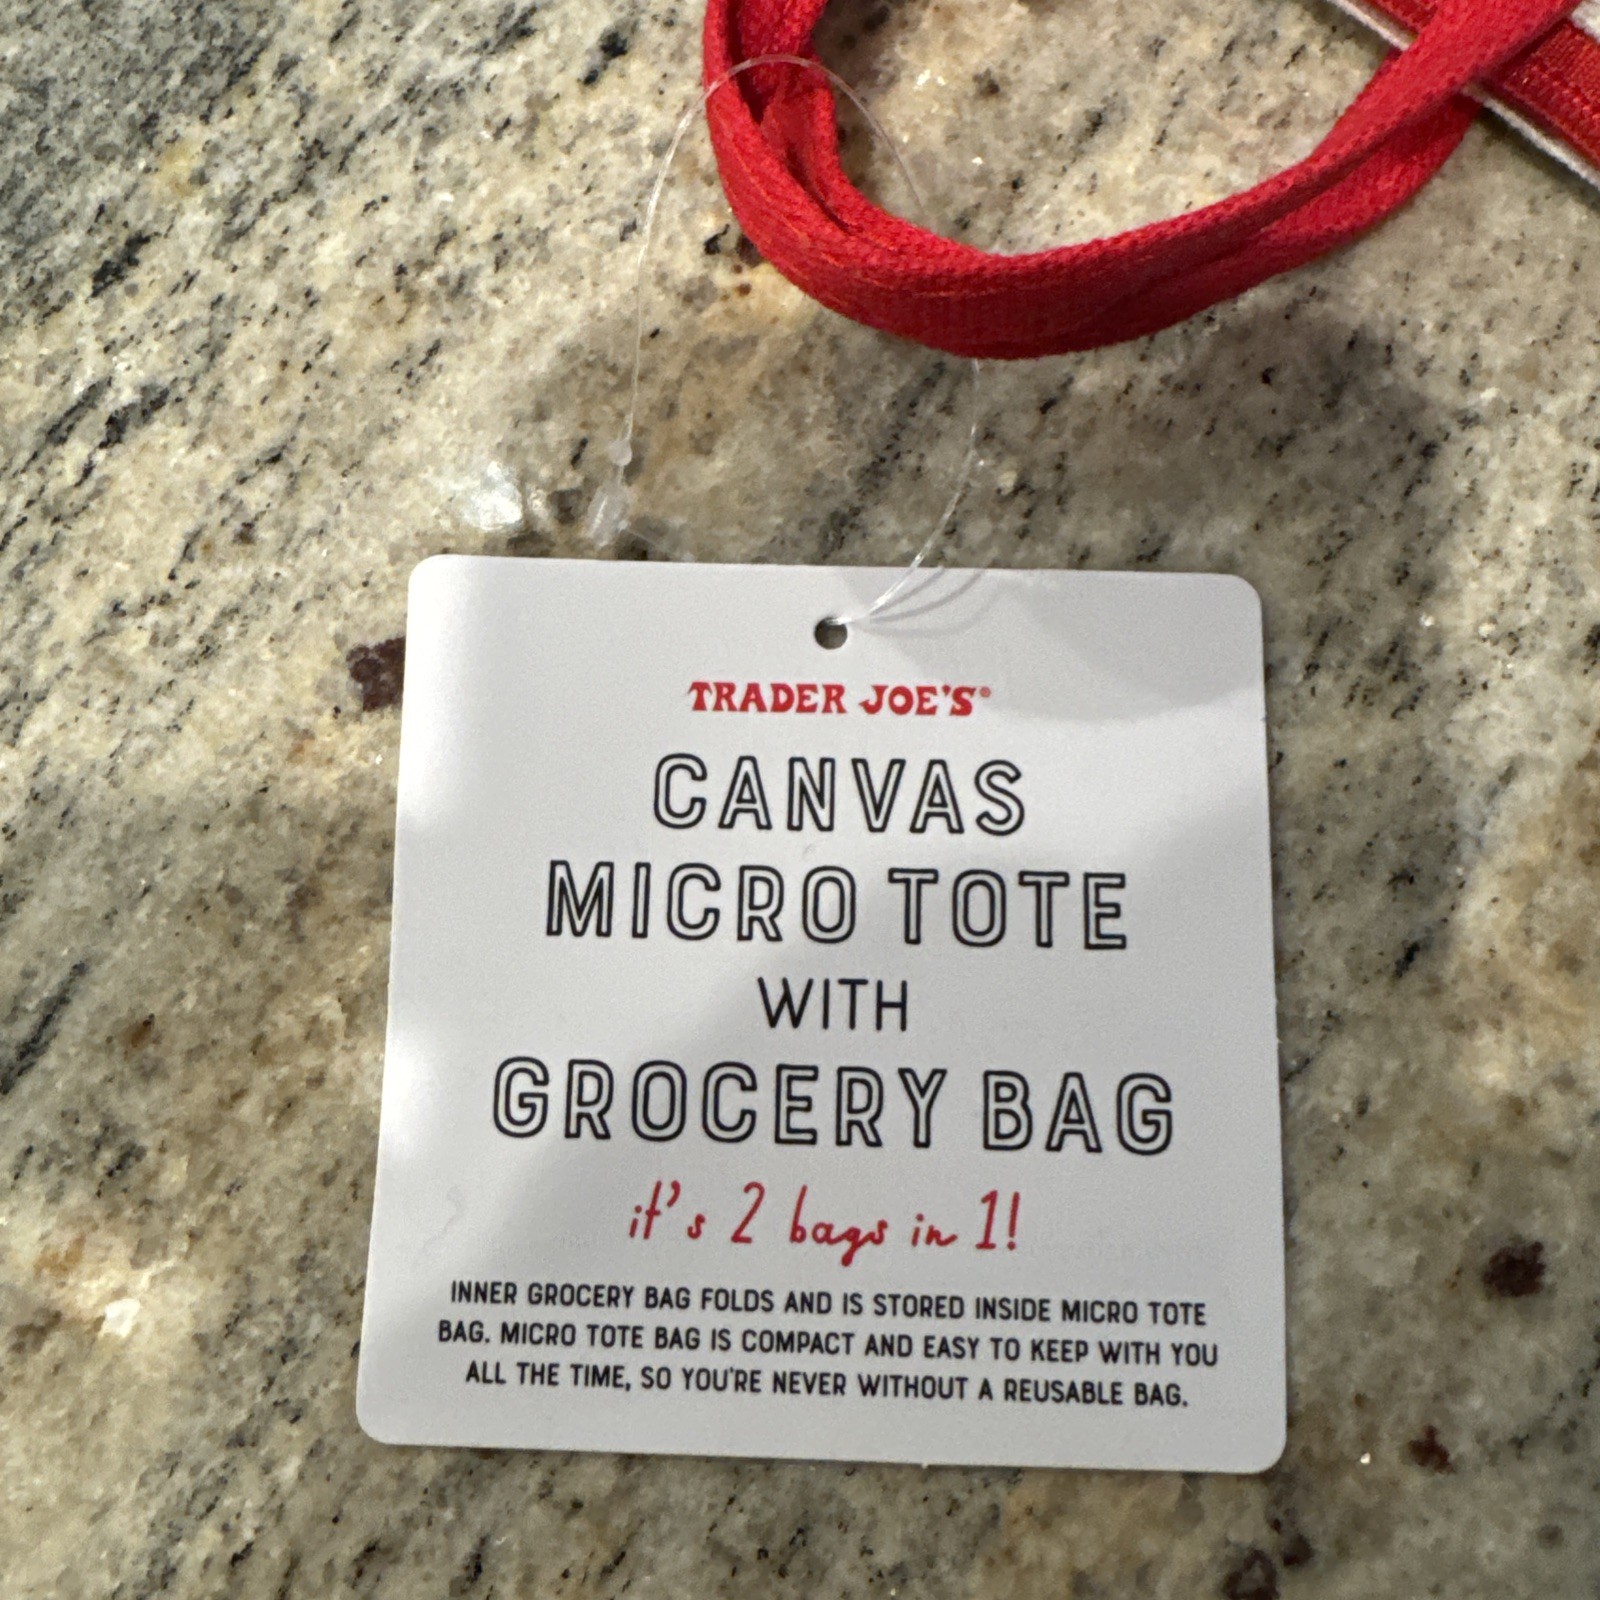 TRADER JOE'S®
CANVAS
MICRO TOTE
WITH
GROCERY BAG
it's 2 bags in 1!
INNER GROCERY BAG FOLDS AND IS STORED INSIDE MICRO TOTE
BAG. MICRO TOTE BAG IS COMPACT AND EASY TO KEEP WITH YOU
ALL THE TIME, SO YOU'RE NEVER WITHOUT A REUSABLE BAG.